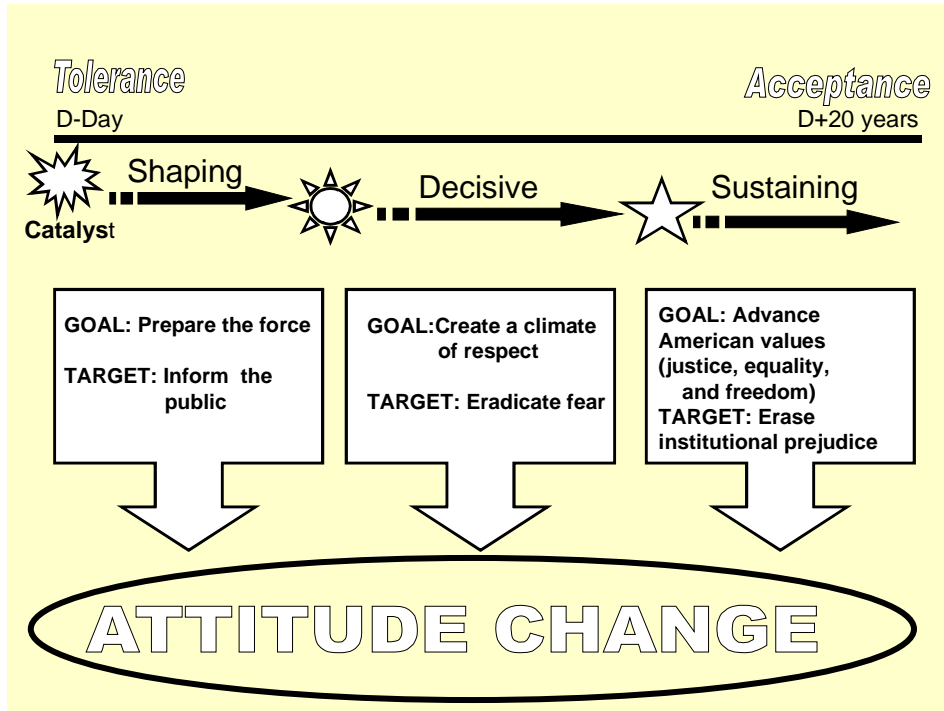 Tolerance
Acceptance
D-Day
D+20 years
Shaping
Decisive
Sustaining
Catalyst
GOAL: Prepare the force
TARGET: Inform the
public
GOAL:Create a climate
of respect
TARGET: Eradicate fear
GOAL: Advance
American values
(justice, equality,
and freedom)
TARGET: Erase
institutional prejudice
ATTITUDE CHANGE